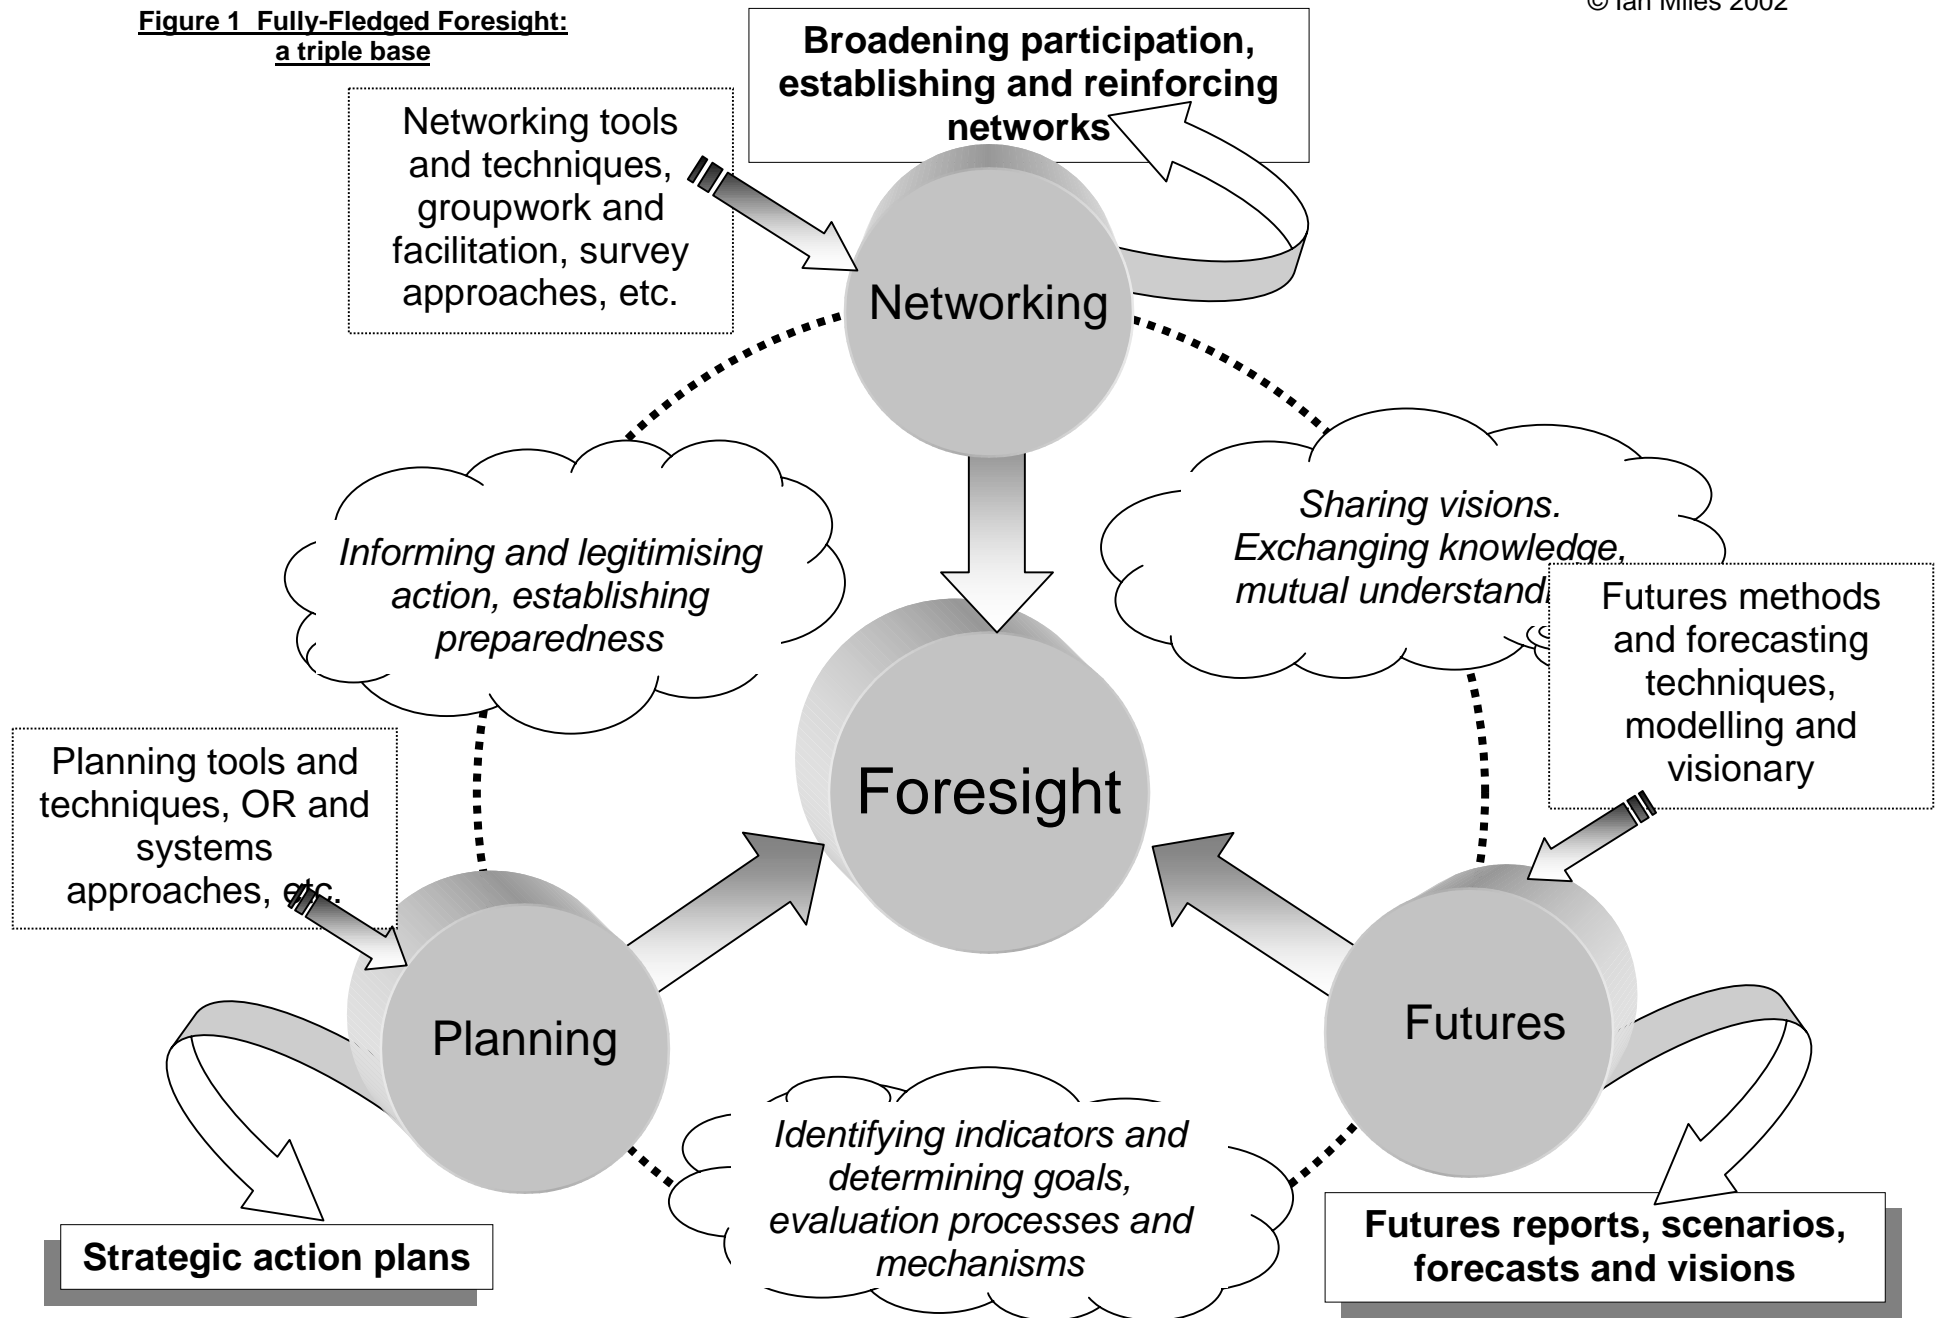 Figure 1 Fully-Fledged Foresight:
a triple base
© Ian Miles 2002
Broadening participation,
establishing and reinforcing
networks
Networking tools
and techniques,
groupwork and
facilitation, survey
approaches, etc.
Networking
Informing and legitimising
action, establishing
preparedness
Sharing visions.
Exchanging knowledge,
mutual
Futures methods
and forecasting
techniques,
modelling and
visionary
Foresight
Planning tools and
techniques, OR and
systems
approaches, etc.
Planning
Futures
Identifying indicators and
determining goals,
evaluation processes and
mechanisms
Strategic action plans
Futures reports, scenarios,
forecasts and visions